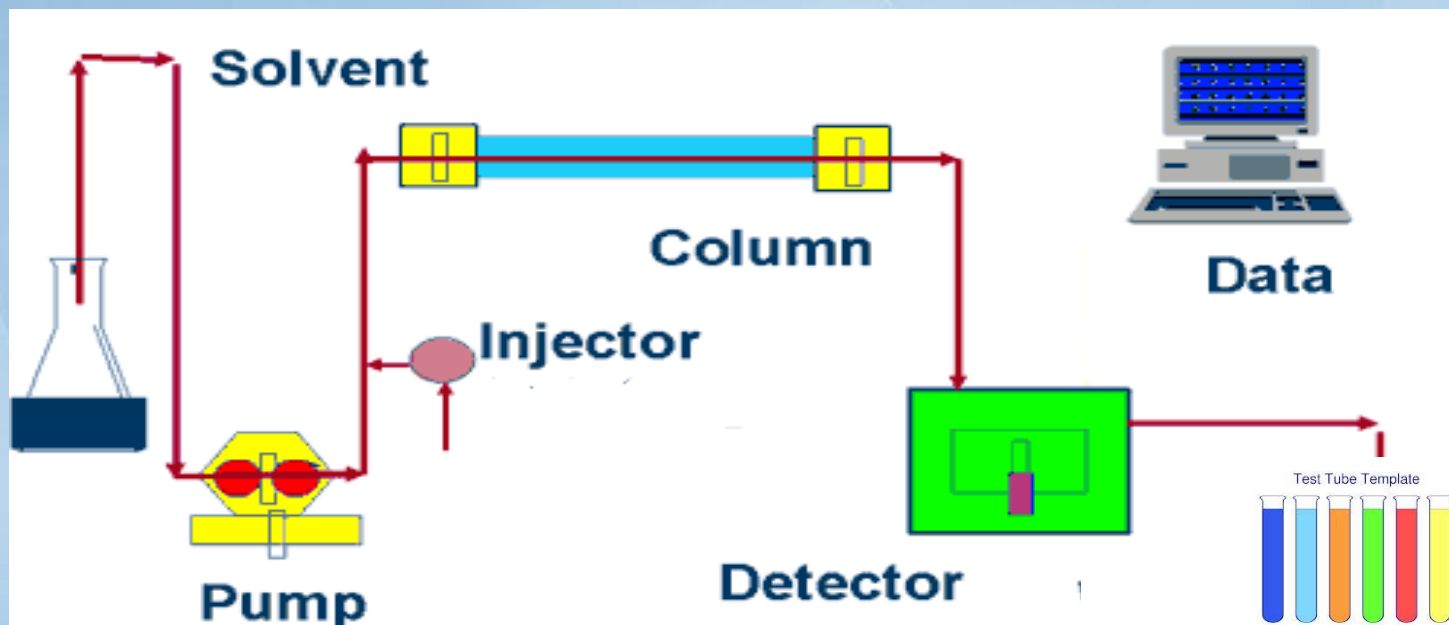 Solvent
Column
Data
Injector
Test Tube Template
Detector
Pump